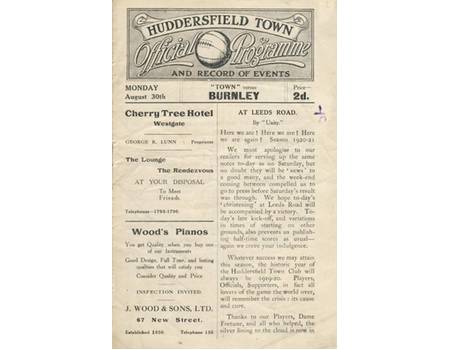 HUDDERSFIELD TOWN
Official Programme
AND RECORD OF EVENTS
MONDAY
August 30th
"TOWN" versus
BURNLEY
Price—
2d.
Cherry Tree Hotel
Westgate
GEORGE R. LUNN : Proprietor
The Lounge
The Rendezvous
AT YOUR DISPOSAL
To Meet
Friends.
Telephones—1795-1796.
Wood's Pianos
You get Quality when you buy one
of our Instruments
Good Design, Full Tone, and lasting
qualities that will satisfy you
Consider Quality and Price
INSPECTION INVITED
J. WOOD & SONS, LTD.
67 New Street.
Established 1850. Telephone 150
AT LEEDS ROAD.
By "Unity."
Here we are! Here we are! Here
we are again! Season 1920-21
We must apologise to our
readers for serving up the same
notes to-day as on Saturday, but
no doubt they will be 'news' to
a good many, and the week-end
coming between compelled us to
go to press before Saturday's result
was through. We hope to-day's
'christening' at Leeds Road will
be accompanied by a victory. To-
day's late kick-off, and variations
in times of starting on other
grounds, also prevents us publish-
ing half-time scores as usual—
again we crave your indulgence.
Whatever success we may attain
this season, the historic year of
the Huddersfield Town Club will
always be 1919-20. Players,
Officials, Supporters, in fact all
lovers of the game the world over,
will remember the crisis: its cause
and cure.
Thanks to our Players, Dame
Fortune, and all who helped, the
silver lining to the cloud is now in